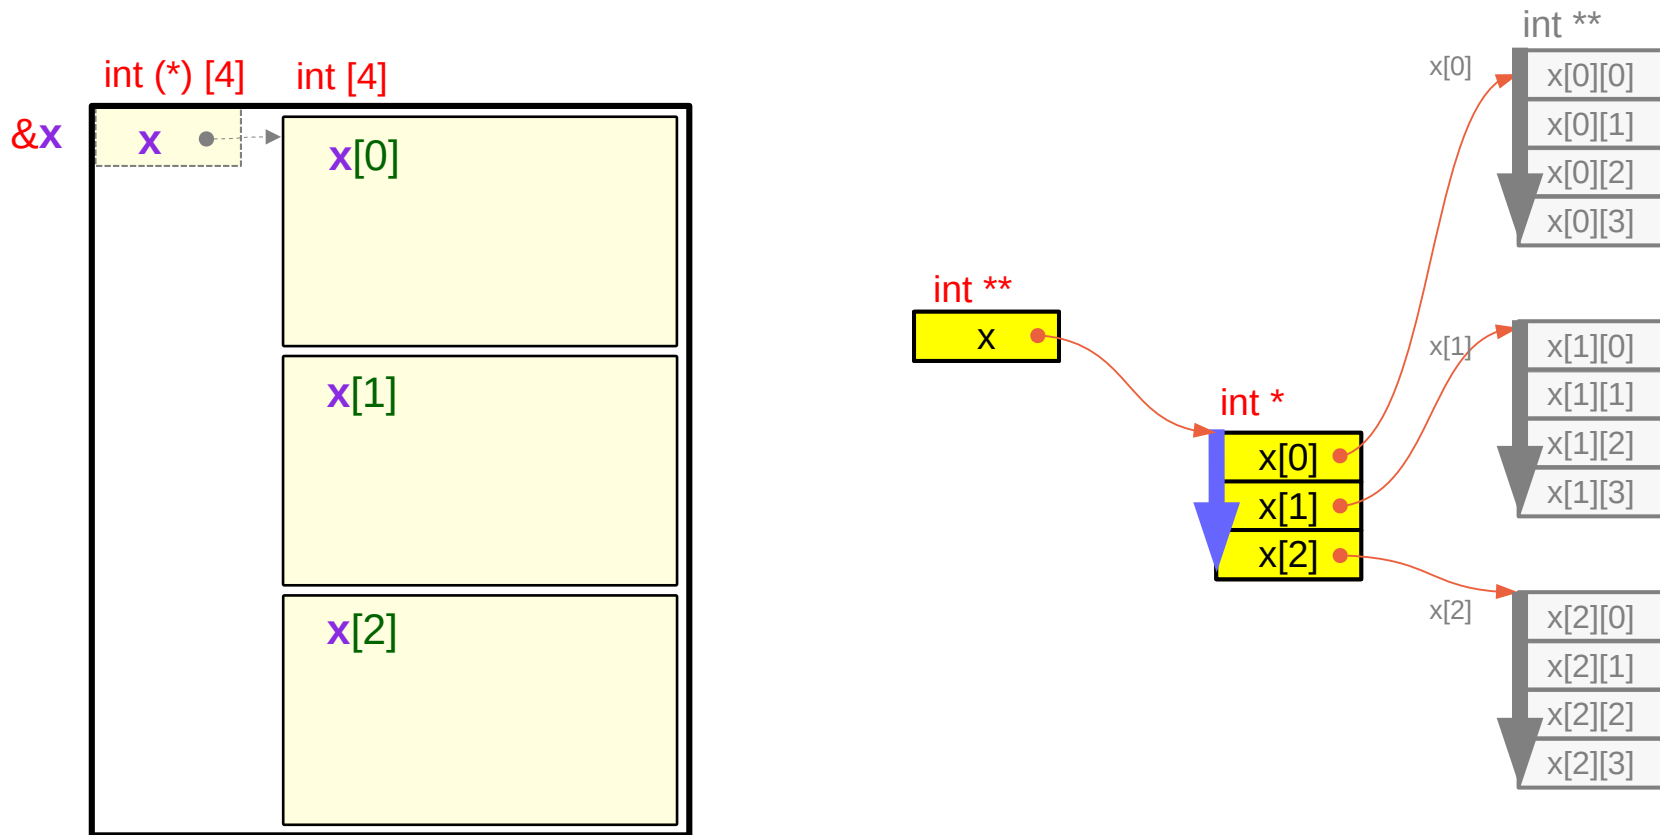 int (*) [4]
int [4]
&x
x
x[0]
x[1]
x[2]
int **
x
int *
x[0]
x[1]
x[2]
int **
x[0]
x[0][0]
x[0][1]
x[0][2]
x[0][3]
x[1]
x[1][0]
x[1][1]
x[1][2]
x[1][3]
x[2]
x[2][0]
x[2][1]
x[2][2]
x[2][3]